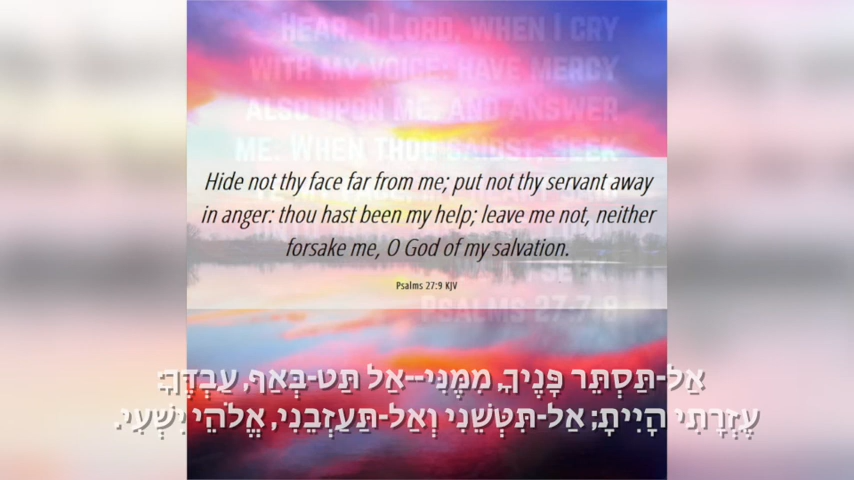 HEAR, O LORD, WHEN I CRY
WITH MY VOICE: HAVE MERCY
ALSO UPON ME, AND ANSWER
ME. WHEN THOU SAIDST, SEEK
Hide not thy face far from me; put not thy servant away
in anger: thou hast been my help; leave me not, neither
forsake me, O God of my salvation.
Psalms 27:9 KJV
SEEK.
PSALMS 27:7-8
אַל-תַּסְתֵּר פָּנֶיךָ, מִמֶּנִּי--אַל תַּט-בְּאַף, עַבְדֶּךָ:
עֶזְרָתִי הָיִיתָ; אַל-תִּטְּשֵׁנִי וְאַל-תַּעַזְבֵנִי, אֱלֹהֵי יִשְׁעִי.